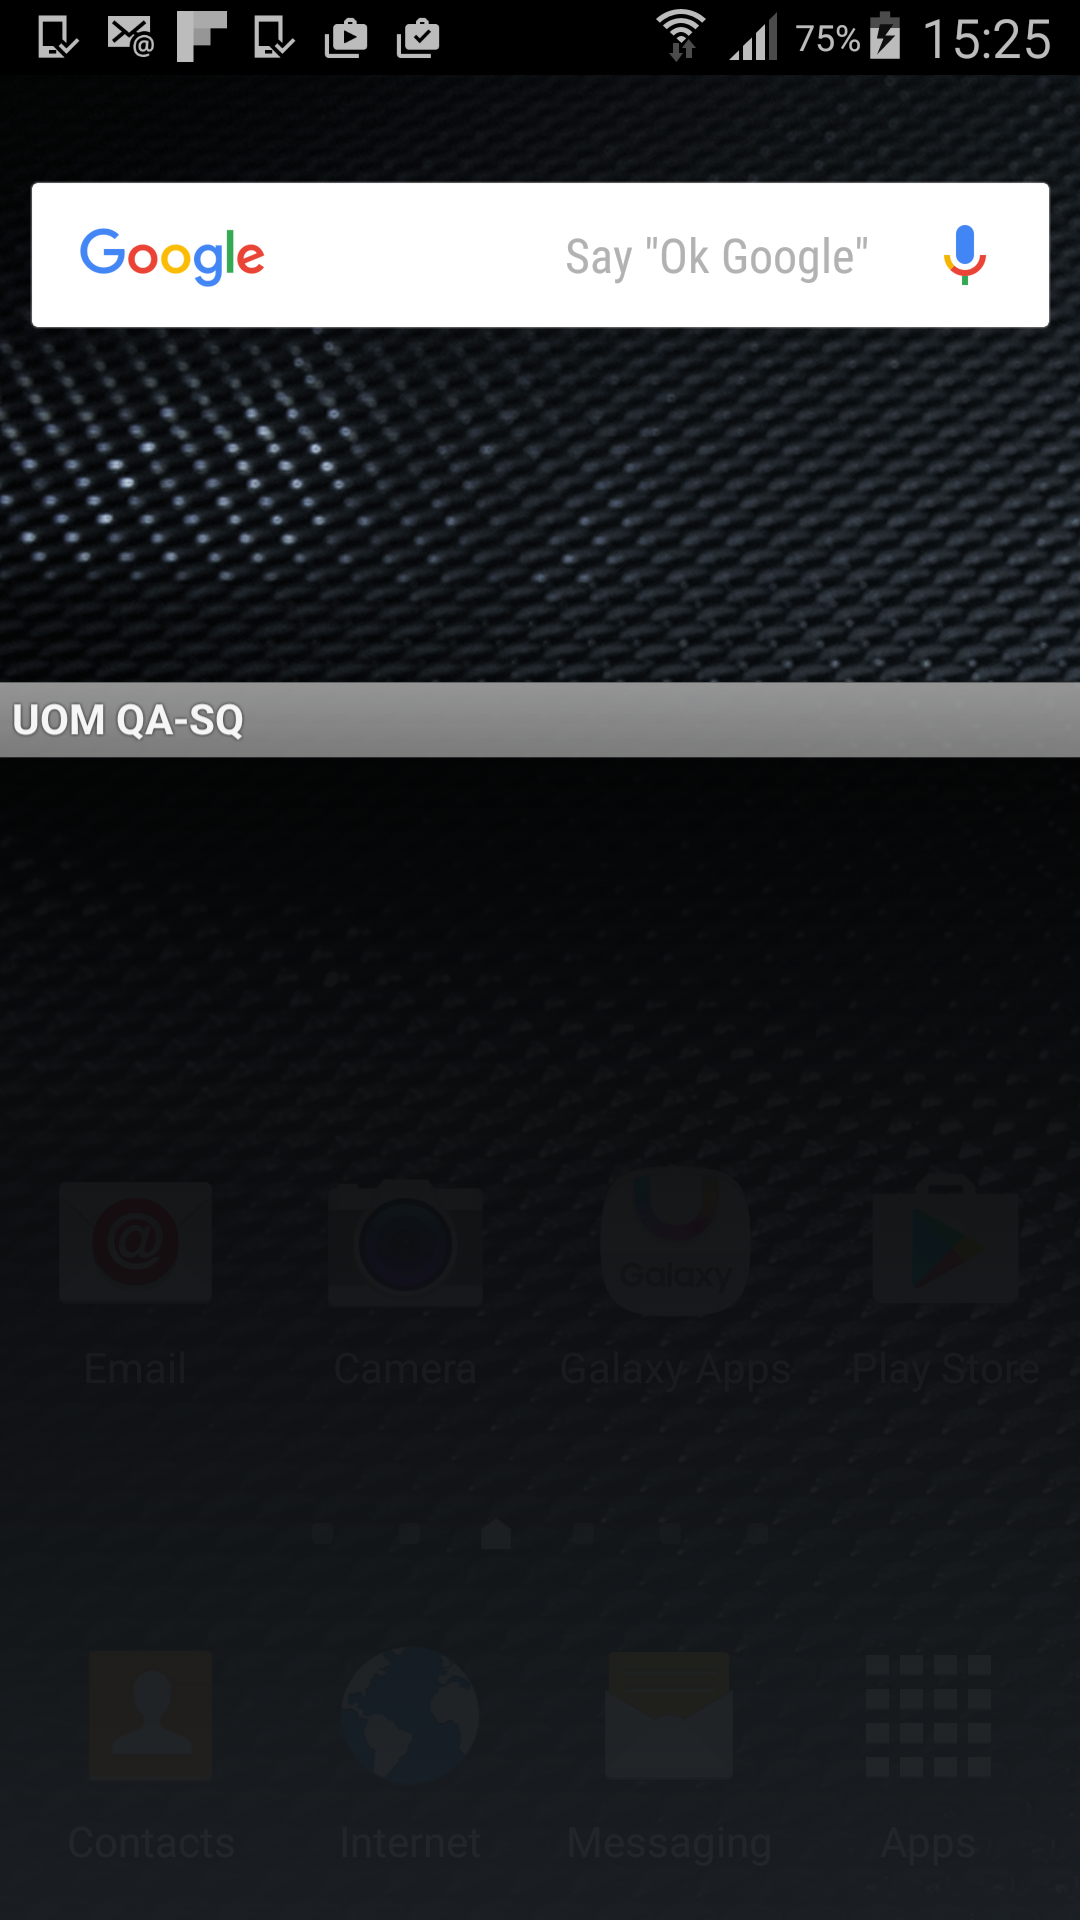 75% 15:25
Google Say "Ok Google"
UOM QA-SQ
Galaxy
Email Camera Galaxy Apps Play Store
Contacts Internet Messaging Apps